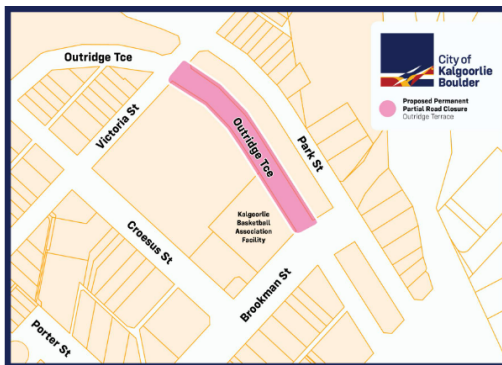 Outridge Tce
Victoria St
Outridge Tce
Park St
Kalgoorlie
Basketball
Association
Facility
Croesus St
Brookman St
Porter St
City of
Kalgoorlie
Boulder
Proposed Permanent
Partial Road Closure
Outridge Terrace